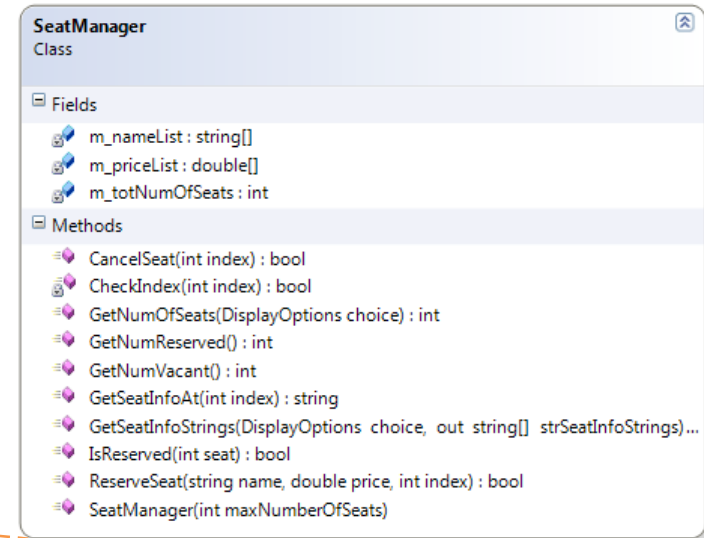 SeatManager
Class
Fields
m_nameList : string[]
m_priceList : double[]
m_totNumOfSeats : int
Methods
CancelSeat(int index) : bool
CheckIndex(int index) : bool
GetNumOfSeats(DisplayOptions choice) : int
GetNumReserved() : int
GetNumVacant() : int
GetSeatInfoAt(int index) : string
GetSeatInfoStrings(DisplayOptions choice, out string[] strSeatInfoStrings)...
IsReserved(int seat) : bool
ReserveSeat(string name, double price, int index) : bool
SeatManager(int maxNumberOfSeats)